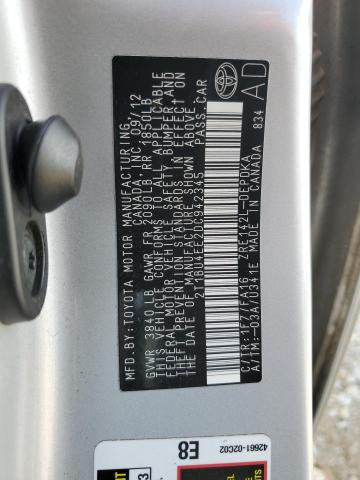 MFD. BY: TOYOTA MOTOR MANUFACTURING
CANADA, INC. 09/12
GVWR 3840 LB GAWR FR 2090LB RR 1850LB
THIS VEHICLE CONFORMS TO ALL APPLICABLE
FEDERAL MOTOR VEHICLE SAFETY, BUMPER AND
THEFT PREVENTION STANDARDS IN EFFECT ON
THE DATE OF MANUFACTURE SHOWN ABOVE.
2T1BU4EE2DC942345 PASS. CAR
C/TR: 1F7/FA16 ZRE142L-DEPDKA
A/TM: -03A/U341E MADE IN CANADA 834
AD
42661-02C02
E8